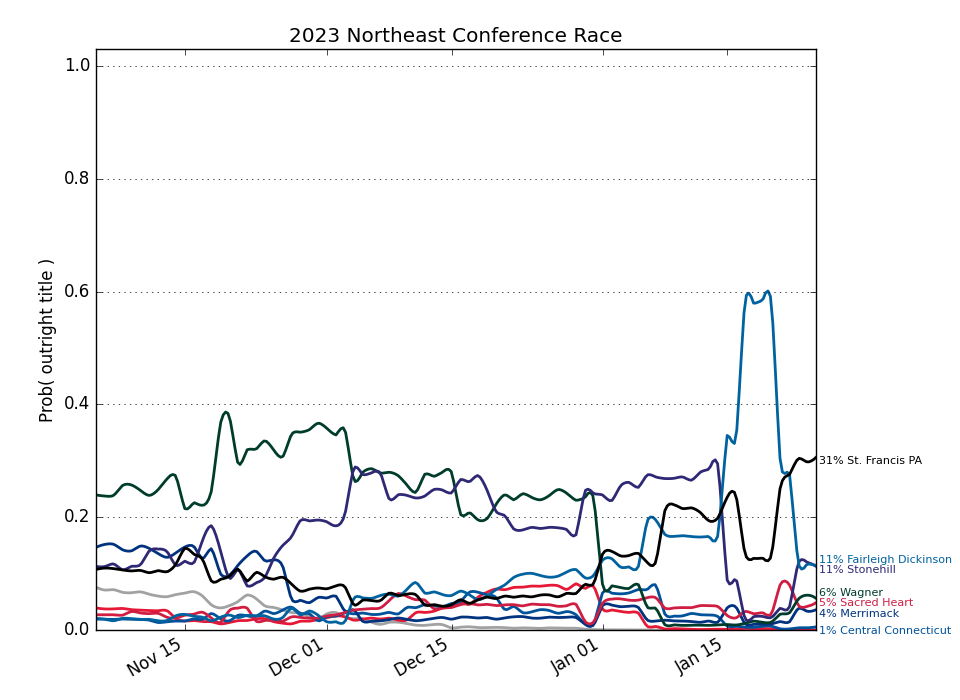 2023 Northeast Conference Race
Prob( outright title )
1.0
0.8
0.6
0.4
0.2
0.0
Nov 15
Dec 01
Dec 15
Jan 01
Jan 15
31% St. Francis PA
11% Fairleigh Dickinson
11% Stonehill
6% Wagner
5% Sacred Heart
4% Merrimack
1% Central Connecticut